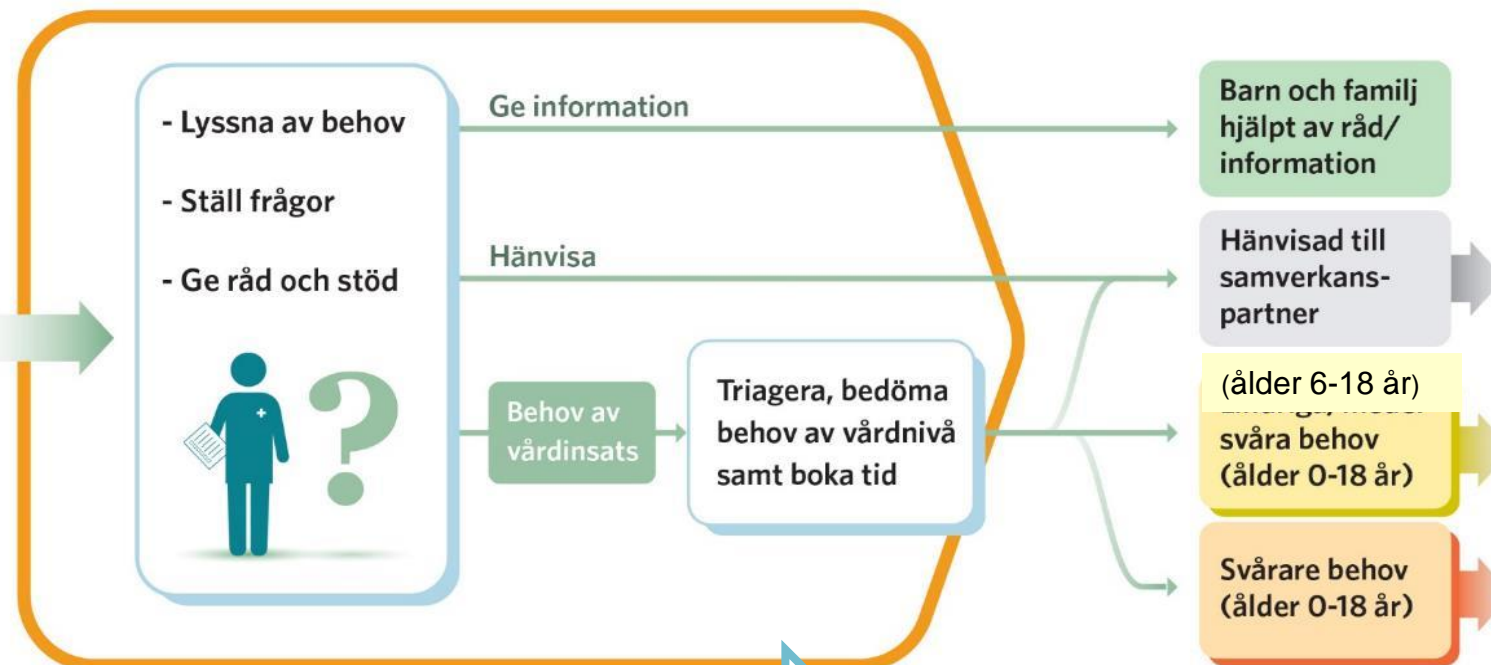 - Lyssna av behov
- Ställ frågor
- Ge råd och stöd
?
Ge information
Hänvisa
Behov av
vårdinsats
Triagera, bedöma
behov av vårdnivå
samt boka tid
Barn och familj
hjälpt av råd/
information
Hänvisad till
samverkans-
partner
(ålder 6-18 år)
svåra behov
(ålder 0-18 år)
Svårare behov
(ålder 0-18 år)